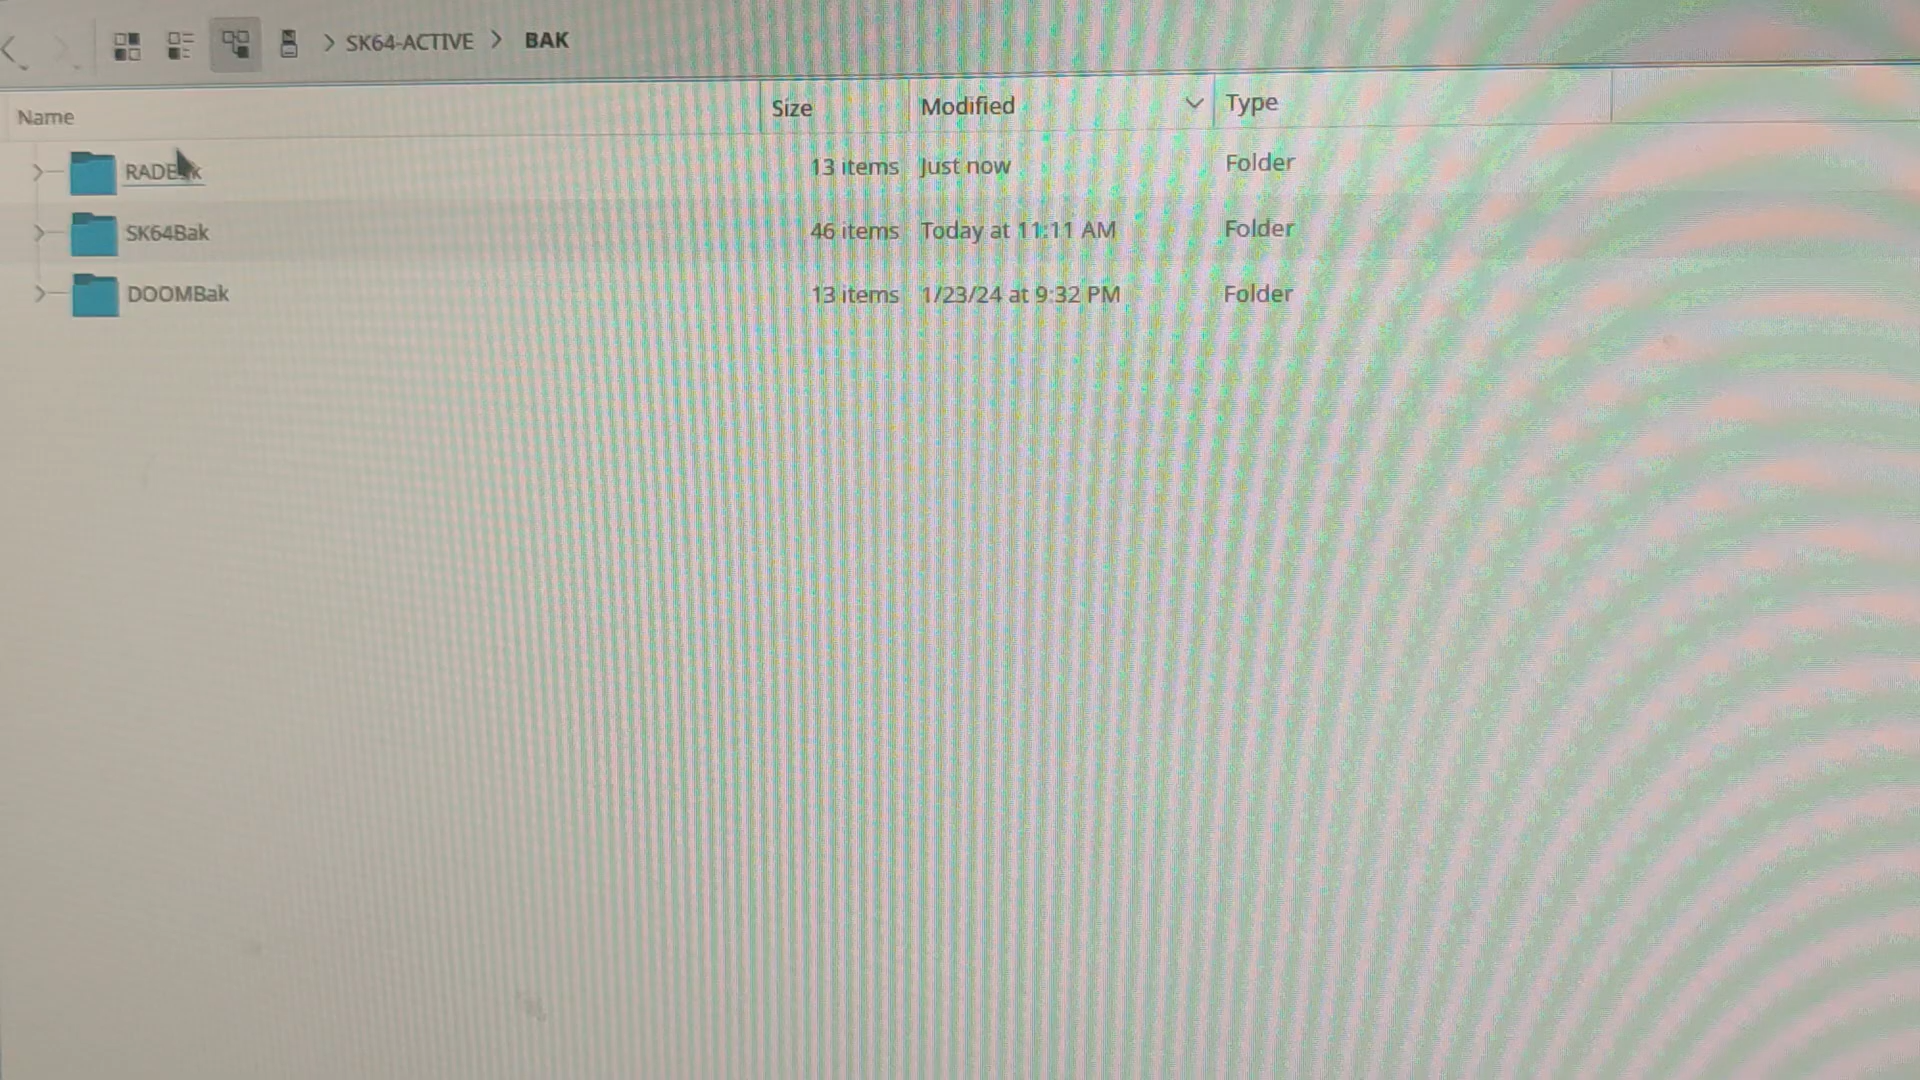 SK64-ACTIVE > BAK
Name Size Modified Type
13 items Just now Folder
SK64Bak 46 items Today at 11:11 AM Folder
DOOMBak 13 items 1/23/24 at 9:32 PM Folder